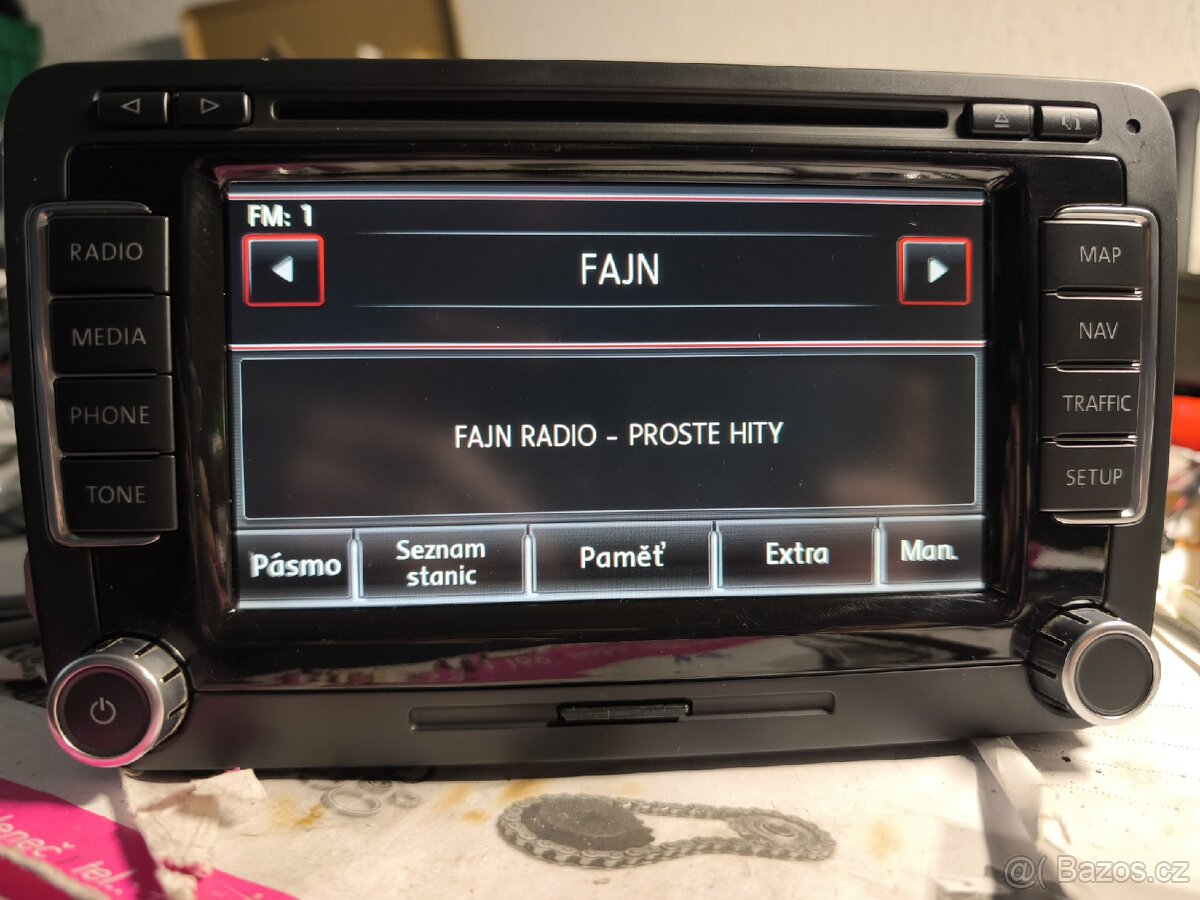 RADIO
MEDIA
PHONE
TONE
FM: 1
FAJN
FAJN RADIO - PROSTE HITY
Pásmo
Seznam
stanic
Paměť
Extra
Man.
MAP
NAV
TRAFFIC
SETUP
@( Bazos.cz